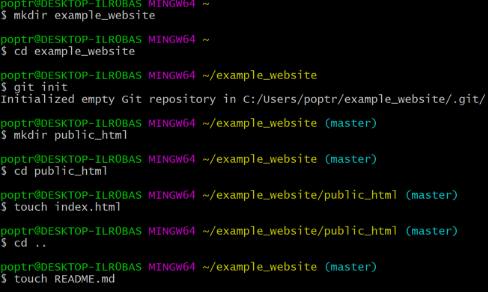 poptr@DESKTOP-ILR0BAS MINGW64 ~
$ mkdir example_website
poptr@DESKTOP-ILR0BAS MINGW64 ~
$ cd example_website
poptr@DESKTOP-ILR0BAS MINGW64 ~/example_website
$ git init
Initialized empty Git repository in C:/Users/poptr/example_website/.git/
poptr@DESKTOP-ILR0BAS MINGW64 ~/example_website (master)
$ mkdir public_html
poptr@DESKTOP-ILR0BAS MINGW64 ~/example_website (master)
$ cd public_html
poptr@DESKTOP-ILR0BAS MINGW64 ~/example_website/public_html (master)
$ touch index.html
poptr@DESKTOP-ILR0BAS MINGW64 ~/example_website/public_html (master)
$ cd ..
poptr@DESKTOP-ILR0BAS MINGW64 ~/example_website (master)
$ touch README.md